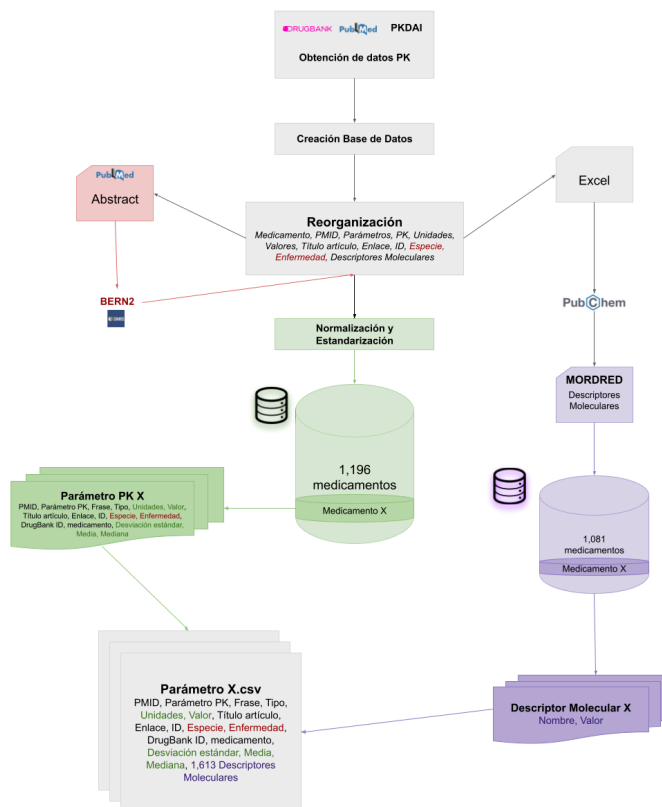 DRUGBANK PubMed PKDAI
Obtención de datos PK
Creación Base de Datos
PubMed
Abstract
Excel
Reorganización
Medicamento, PMID, Parámetros, PK, Unidades,
Valores, Título artículo, Enlace, ID, Especie,
Enfermedad, Descriptores Moleculares
BERN2
PubChem
Normalización y
Estandarización
MORDRED
Descriptores
Moleculares
1,196
medicamentos
Medicamento X
Parámetro PK X
PMID, Parámetro PK, Frase, Tipo, Unidades, Valor,
Título artículo, Enlace, ID, Especie, Enfermedad,
DrugBank ID, medicamento, Desviación estándar,
Media, Mediana
1,081
medicamentos
Medicamento X
Parámetro X.csv
PMID, Parámetro PK, Frase, Tipo,
Unidades, Valor, Título artículo,
Enlace, ID, Especie, Enfermedad,
DrugBank ID, medicamento,
Desviación estándar, Media,
Mediana, 1,613 Descriptores
Moleculares
Descriptor Molecular X
Nombre, Valor